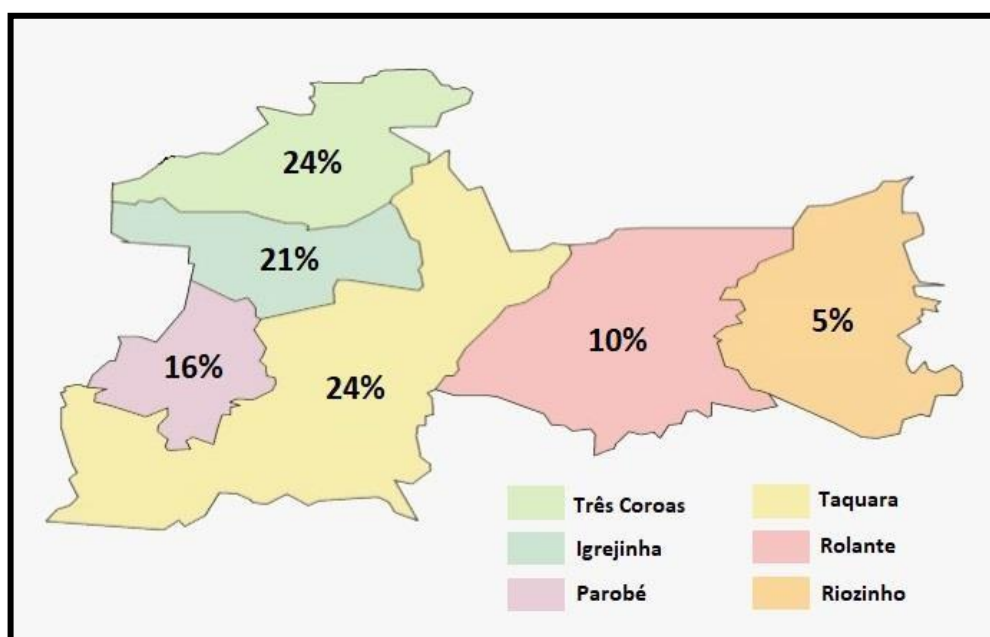 24%
21%
16%
24%
10%
5%
Três Coroas
Igrejinha
Parobé
Taquara
Rolante
Riozinho